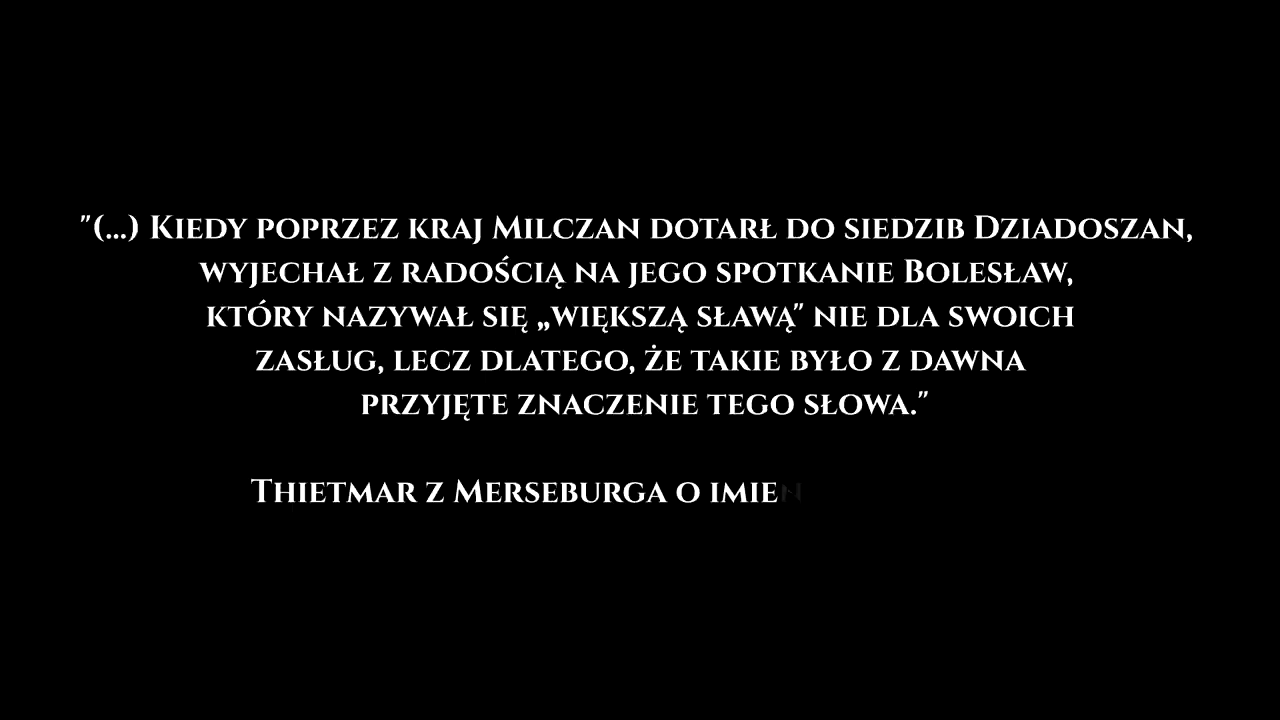 "(...) Kiedy poprzez kraj Milczan dotarł do siedzib Dziadoszan,
wyjechał z radością na jego spotkanie Bolesław,
który nazywał się „większą sławą" nie dla swoich
zasług, lecz dlatego, że takie było z dawna
przyjęte znaczenie tego słowa."
Thietmar z Merseburga o imien